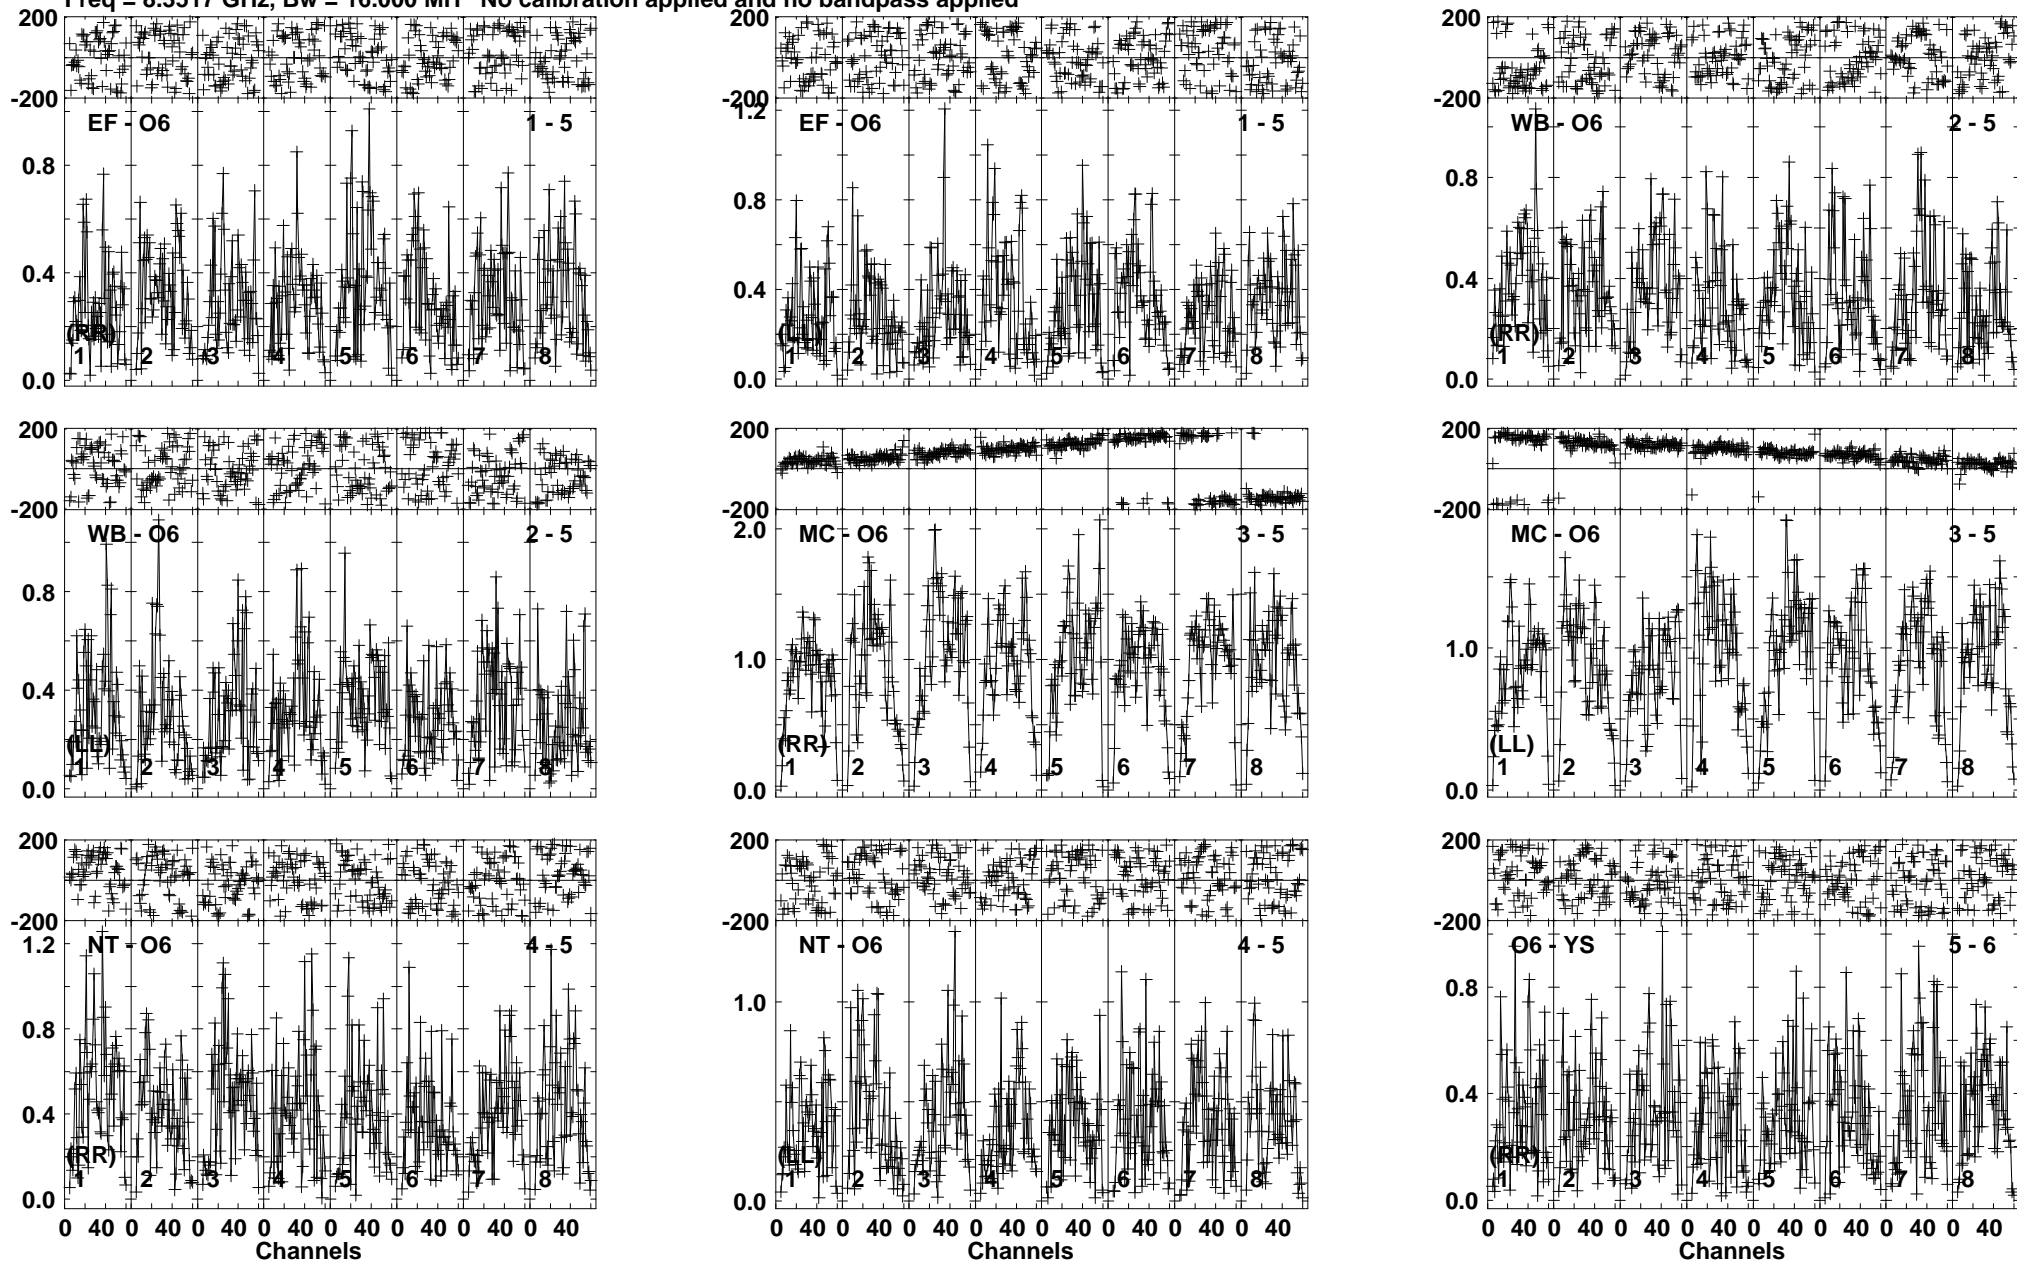 Freq = 8.3517 GHz, Bw = 16.000 MH No calibration applied and no bandpass applied
200 200 200
-200 -200 -200
EF - O6 1 - 5 1.2 EF - O6 1 - 5 WB - O6 2 - 5
0.8 0.8 0.8
0.4 0.4 0.4
(RR) (LL) (RR)
1 2 3 4 5 6 7 8 1 2 3 4 5 6 7 8 1 2 3 4 5 6 7 8
0.0 0.0 0.0
200 200 200
-200 -200 -200
WB - O6 2 - 5 2.0 MC - O6 3 - 5 MC - O6 3 - 5
0.8 1.0 1.0
0.4
(LL) (RR) (LL)
1 2 3 4 5 6 7 8 1 2 3 4 5 6 7 8 1 2 3 4 5 6 7 8
0.0 0.0 0.0
200 200 200
-200 -200 -200
1.2 NT - O6 4 - 5 NT - O6 4 - 5 O6 - YS 5 - 6
0.8 1.0 0.8
0.4 0.4
(RR) (LL) (RR)
1 2 3 4 5 6 7 8 1 2 3 4 5 6 7 8 1 2 3 4 5 6 7 8
0.0 0.0 0.0
0 40 0 40 0 40 0 40 0 40 0 40 0 40 0 40 0 40 0 40 0 40 0 40 0 40 0 40 0 40 0 40 0 40 0 40 0 40 0 40 0 40 0 40 0 40 0 40
Channels Channels Channels